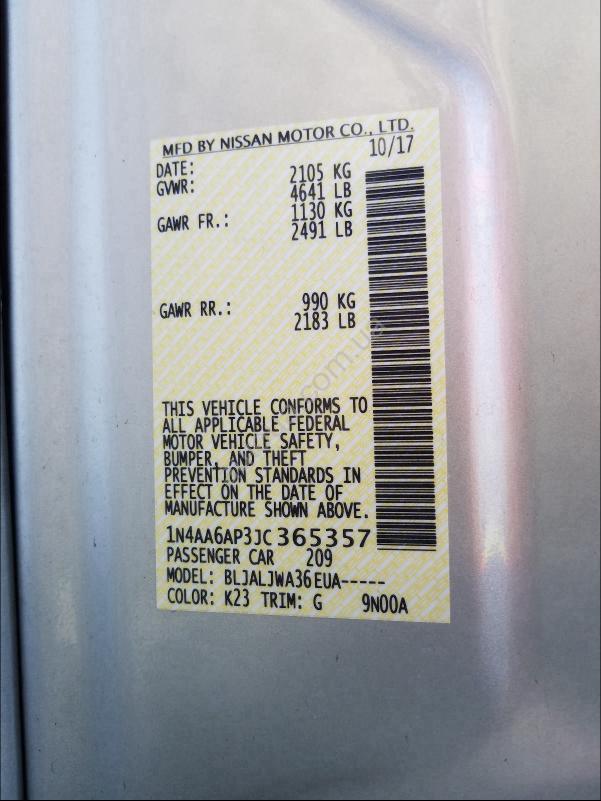 MFD BY NISSAN MOTOR CO., LTD.
DATE: 10/17
GVWR: 2105 KG
4641 LB
GAWR FR.: 1130 KG
2491 LB
GAWR RR.: 990 KG
2183 LB
THIS VEHICLE CONFORMS TO
ALL APPLICABLE FEDERAL
MOTOR VEHICLE SAFETY,
BUMPER, AND THEFT
PREVENTION STANDARDS IN
EFFECT ON THE DATE OF
MANUFACTURE SHOWN ABOVE.
1N4AA6AP3JC365357
PASSENGER CAR 209
MODEL: BLJALJWA36EUA-----
COLOR: K23 TRIM: G 9N00A